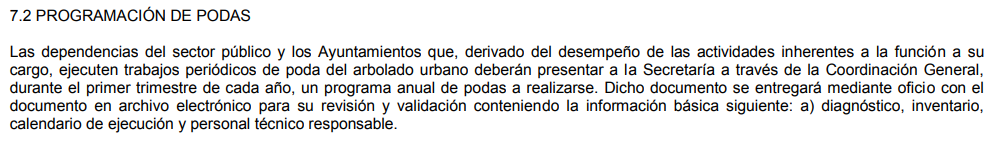 7.2 PROGRAMACIÓN DE PODAS
Las dependencias del sector público y los Ayuntamientos que, derivado del desempeño de las actividades inherentes a la función a su
cargo, ejecuten trabajos periódicos de poda del arbolado urbano deberán presentar a la Secretaría a través de la Coordinación General,
durante el primer trimestre de cada año, un programa anual de podas a realizarse. Dicho documento se entregará mediante oficio con el
documento en archivo electrónico para su revisión y validación conteniendo la información básica siguiente: a) diagnóstico, inventario,
calendario de ejecución y personal técnico responsable.